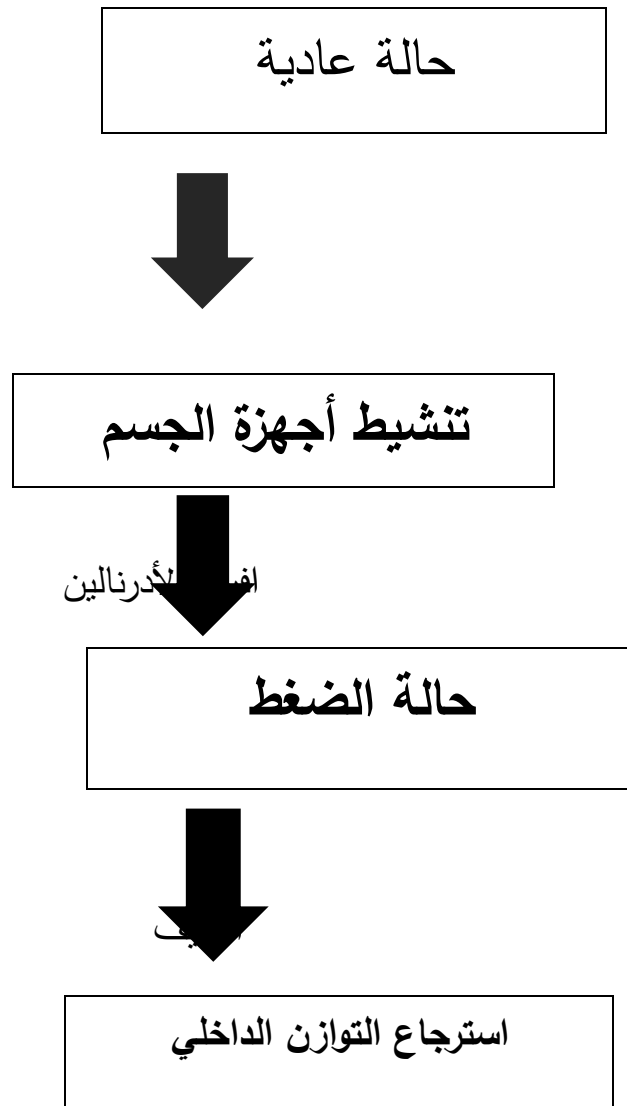 حالة عادية
تنشيط أجهزة الجسم
حالة الضغط
استرجاع التوازن الداخلي